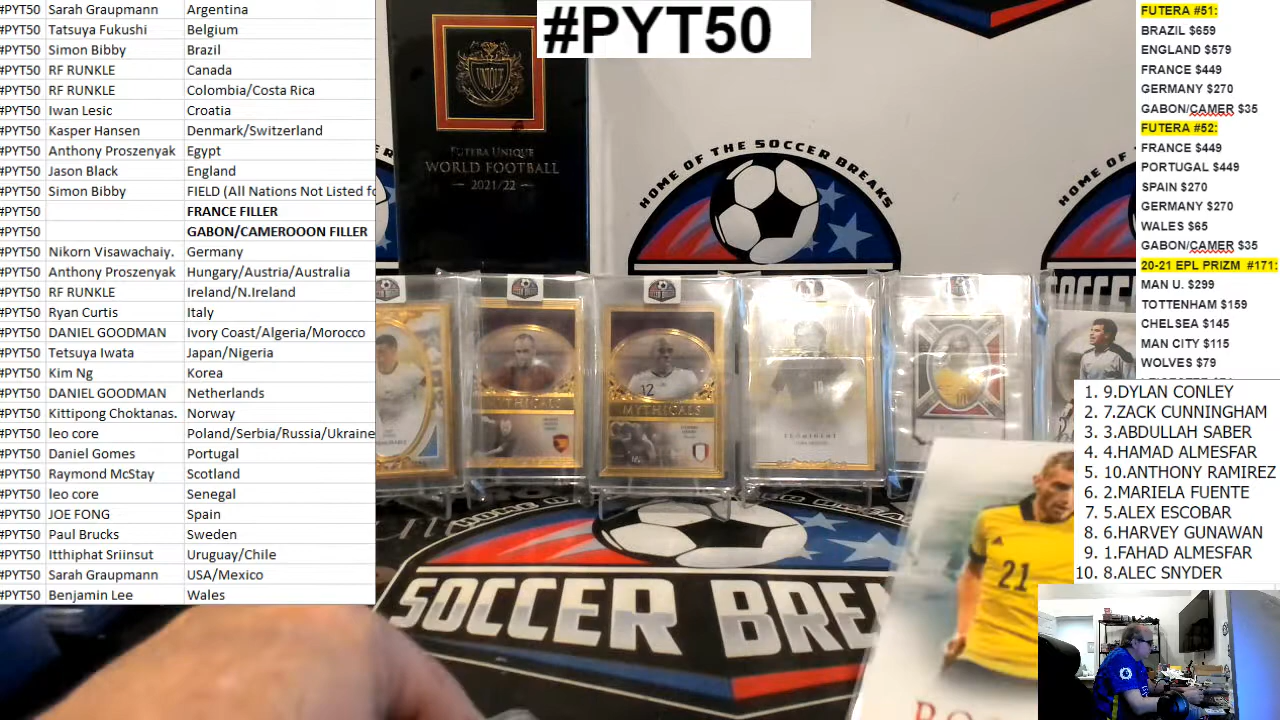 #PYT50 Sarah Graupmann Argentina
#PYT50 Tatsuya Fukushi Belgium
#PYT50 Simon Bibby Brazil
#PYT50 RF RUNKLE Canada
#PYT50 RF RUNKLE Colombia/Costa Rica
#PYT50 Iwan Lesic Croatia
#PYT50 Kasper Hansen Denmark/Switzerland
#PYT50 Anthony Proszenyak Egypt
#PYT50 Jason Black England
#PYT50 Simon Bibby FIELD (All Nations Not Listed fo
#PYT50 FRANCE FILLER
#PYT50 GABON/CAMEROOON FILLER
#PYT50 Nikorn Visawachaiy. Germany
#PYT50 Anthony Proszenyak Hungary/Austria/Australia
#PYT50 RF RUNKLE Ireland/N.Ireland
#PYT50 Ryan Curtis Italy
#PYT50 DANIEL GOODMAN Ivory Coast/Algeria/Morocco
#PYT50 Tetsuya Iwata Japan/Nigeria
#PYT50 Kim Ng Korea
#PYT50 DANIEL GOODMAN Netherlands
#PYT50 Kittipong Choktanas. Norway
#PYT50 leo core Poland/Serbia/Russia/Ukraine
#PYT50 Daniel Gomes Portugal
#PYT50 Raymond McStay Scotland
#PYT50 leo core Senegal
#PYT50 JOE FONG Spain
#PYT50 Paul Brucks Sweden
#PYT50 Itthiphat Sriinsut Uruguay/Chile
#PYT50 Sarah Graupmann USA/Mexico
#PYT50 Benjamin Lee Wales
#PYT50
UNIQUE
FUTERA UNIQUE
WORLD FOOTBALL
2021/22
HOME OF THE SOCCER BREAKS
HOME OF TH
MYTHICALS
12
MYTHICALS
SOCCER BREA
21
FUTERA #51:
BRAZIL $659
ENGLAND $579
FRANCE $449
GERMANY $270
GABON/CAMER $35
FUTERA #52:
FRANCE $449
PORTUGAL $449
SPAIN $270
GERMANY $270
WALES $65
GABON/CAMER $35
20-21 EPL PRIZM #171:
MAN U. $299
TOTTENHAM $159
CHELSEA $145
MAN CITY $115
WOLVES $79
1. 9.DYLAN CONLEY
2. 7.ZACK CUNNINGHAM
3. 3.ABDULLAH SABER
4. 4.HAMAD ALMESFAR
5. 10.ANTHONY RAMIREZ
6. 2.MARIELA FUENTE
7. 5.ALEX ESCOBAR
8. 6.HARVEY GUNAWAN
9. 1.FAHAD ALMESFAR
10. 8.ALEC SNYDER